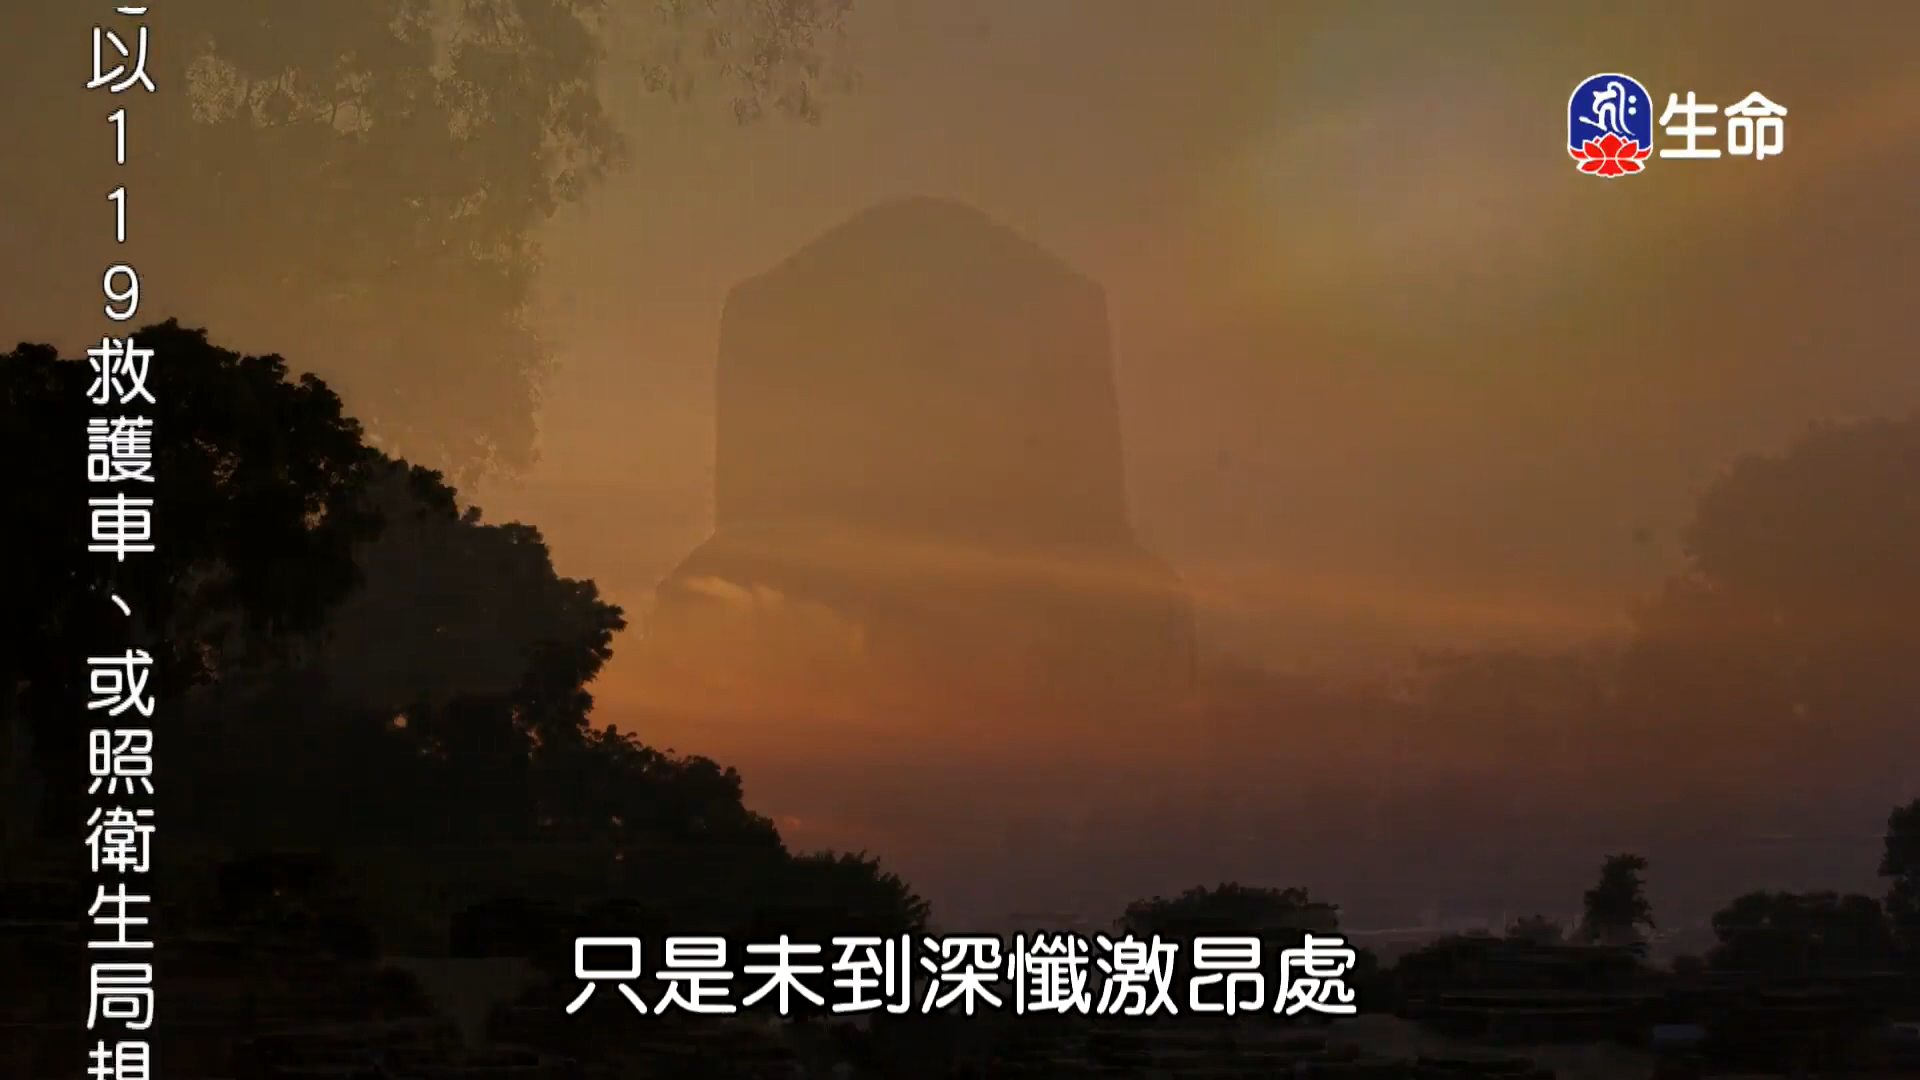 以119救護車、或照衛生局規
生命
只是未到深懺激昂處